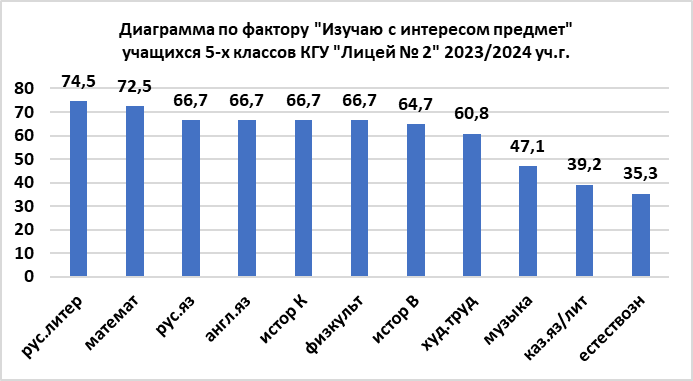 Диаграмма по фактору "Изучаю с интересом предмет"
учащихся 5-х классов КГУ "Лицей № 2" 2023/2024 уч.г.
80
70
60
50
40
30
20
10
0
74,5
72,5
66,7
66,7
66,7
66,7
64,7
60,8
47,1
39,2
35,3
рус.литер
математ
рус.яз
англ.яз
истор К
физкульт
истор В
худ.труд
музыка
каз.яз/лит
естествозн